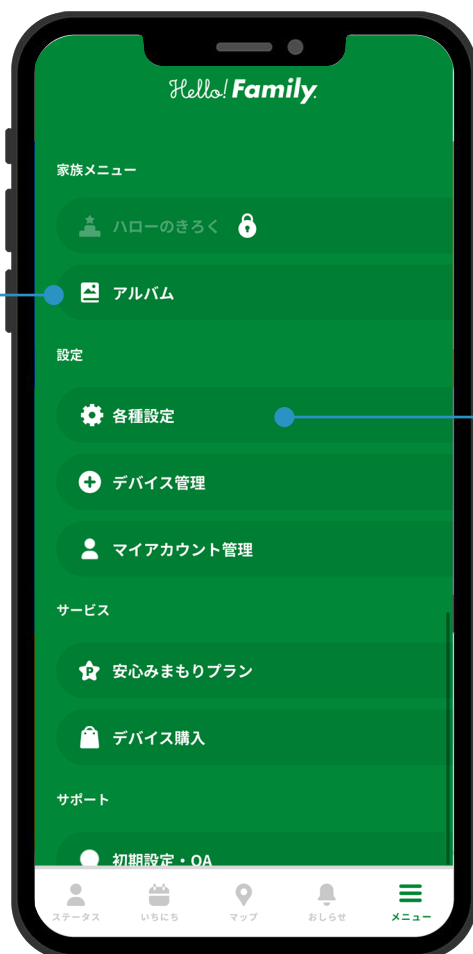 Hello! Family.
家族メニュー
ハローのきろく
アルバム
設定
各種設定
デバイス管理
マイアカウント管理
サービス
P 安心みまもりプラン
デバイス購入
サポート
初期設定・QA
ステータス いちにち マップ おしらせ メニュー